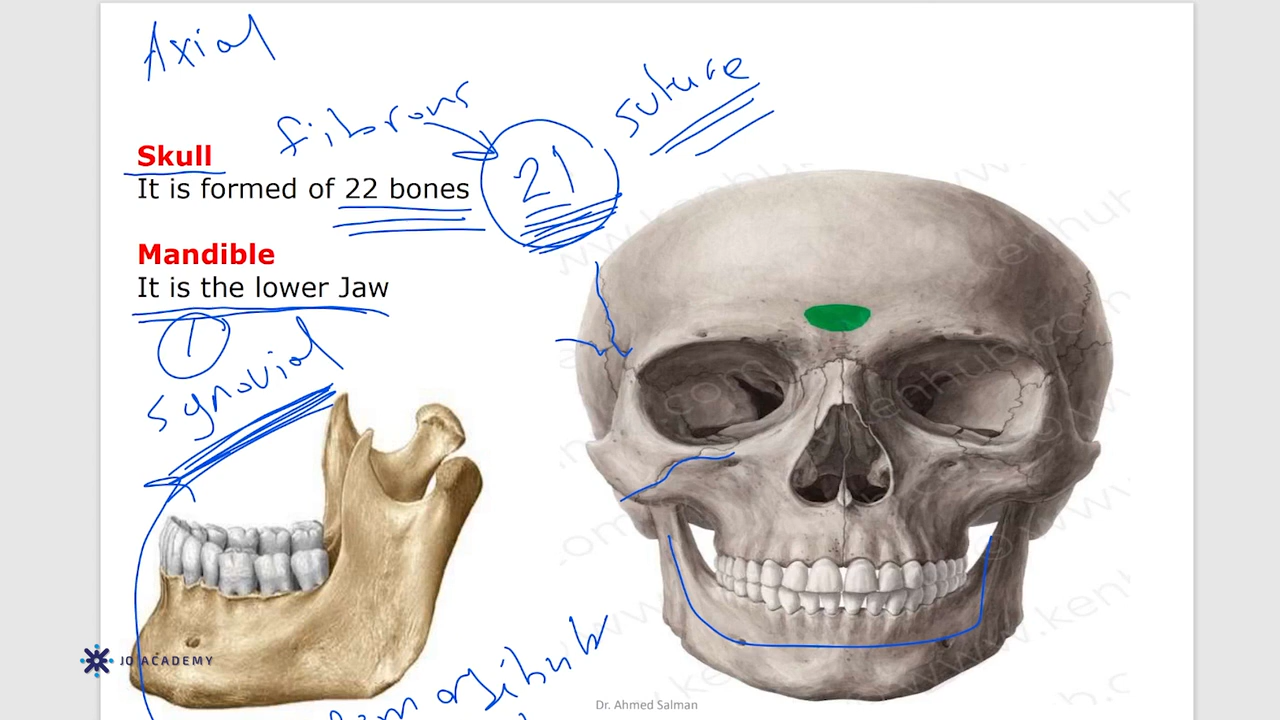 Axial
fibrous
suture
21
Skull
It is formed of 22 bones
Mandible
It is the lower Jaw
1
synovial
JO ACADEMY
Dr. Ahmed Salman